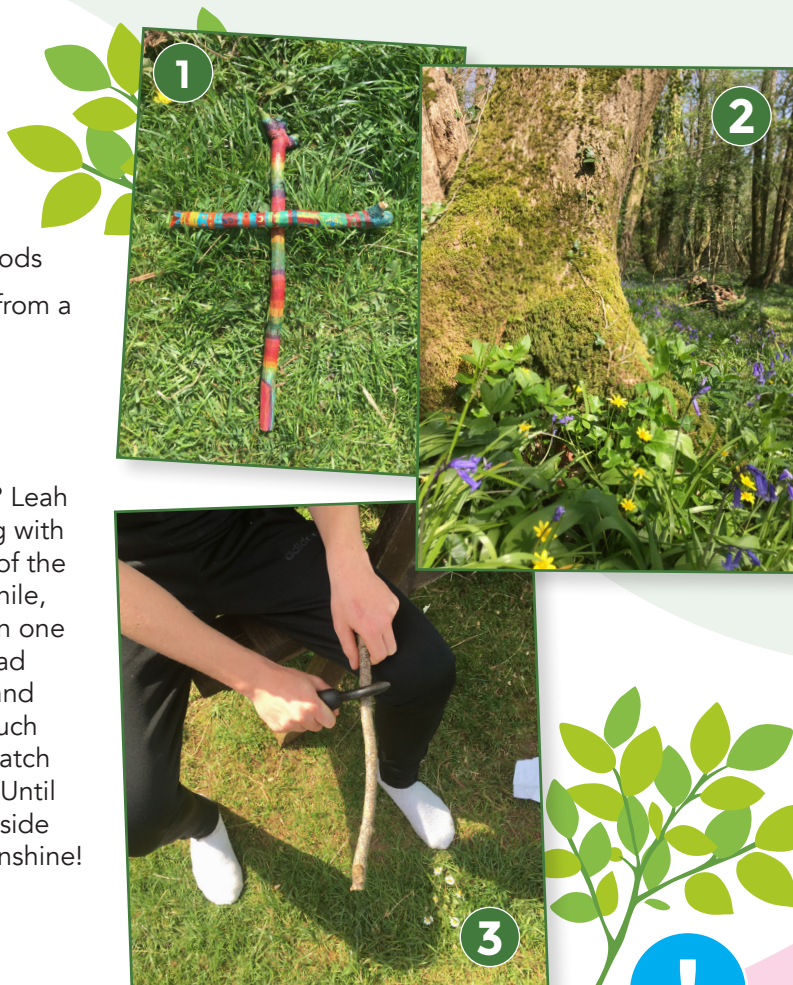 1
2
ods
from a
? Leah
g with
of the
hile,
n one
ad
and
uch
atch
Until
side
nshine!
3
!